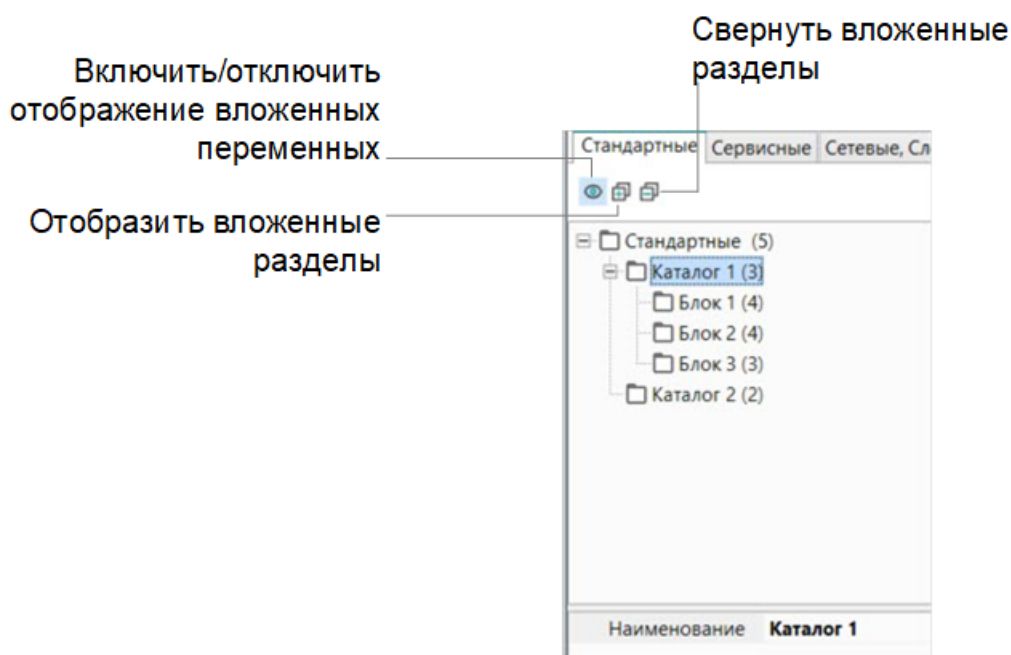 Свернуть вложенные
разделы
Включить/отключить
отображение вложенных
переменных
Отобразить вложенные
разделы
Стандартные Сервисные Сетевые, Сл
Стандартные (5)
Каталог 1 (3)
Блок 1 (4)
Блок 2 (4)
Блок 3 (3)
Каталог 2 (2)
Наименование Каталог 1